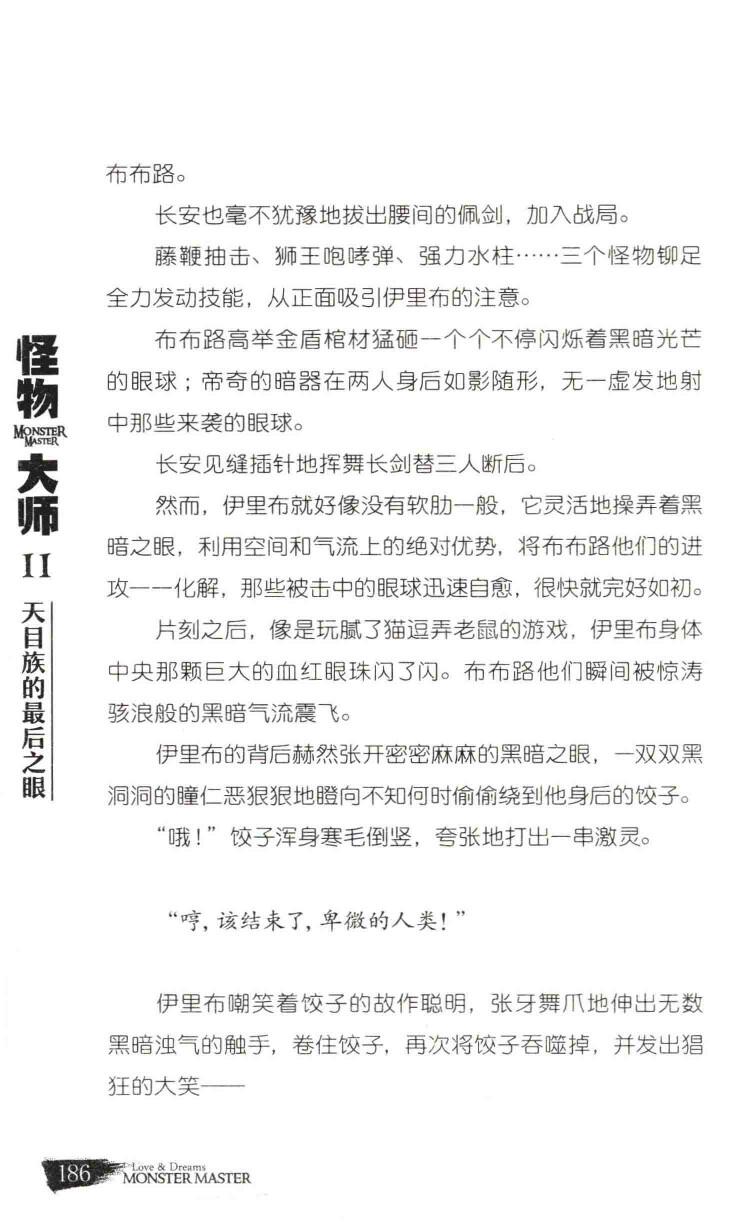 布布路。
长安也毫不犹豫地拔出腰间的佩剑，加入战局。
藤鞭抽击、狮王咆哮弹、强力水柱……三个怪物铆足
全力发动技能，从正面吸引伊里布的注意。
布布路高举金盾棺材猛砸一个个不停闪烁着黑暗光芒
的眼球；帝奇的暗器在两人身后如影随形，无一虚发地射
中那些来袭的眼球。
长安见缝插针地挥舞长剑替三人断后。
然而，伊里布就好像没有软肋一般，它灵活地操弄着黑
暗之眼，利用空间和气流上的绝对优势，将布布路他们的进
攻一一化解，那些被击中的眼球迅速自愈，很快就完好如初。
片刻之后，像是玩腻了猫逗弄老鼠的游戏，伊里布身体
中央那颗巨大的血红眼珠闪了闪。布布路他们瞬间被惊涛
骇浪般的黑暗气流震飞。
伊里布的背后赫然张开密密麻麻的黑暗之眼，一双双黑
洞洞的瞳仁恶狠狠地瞪向不知何时偷偷绕到他身后的饺子。
“哦！”饺子浑身寒毛倒竖，夸张地打出一串激灵。
“哼，该结束了，卑微的人类！”
伊里布嘲笑着饺子的故作聪明，张牙舞爪地伸出无数
黑暗浊气的触手，卷住饺子，再次将饺子吞噬掉，并发出猖
狂的大笑——
怪物
MONSTER
MASTER
大师
11
天目族的最后之眼
186
Love & Dreams
MONSTER MASTER